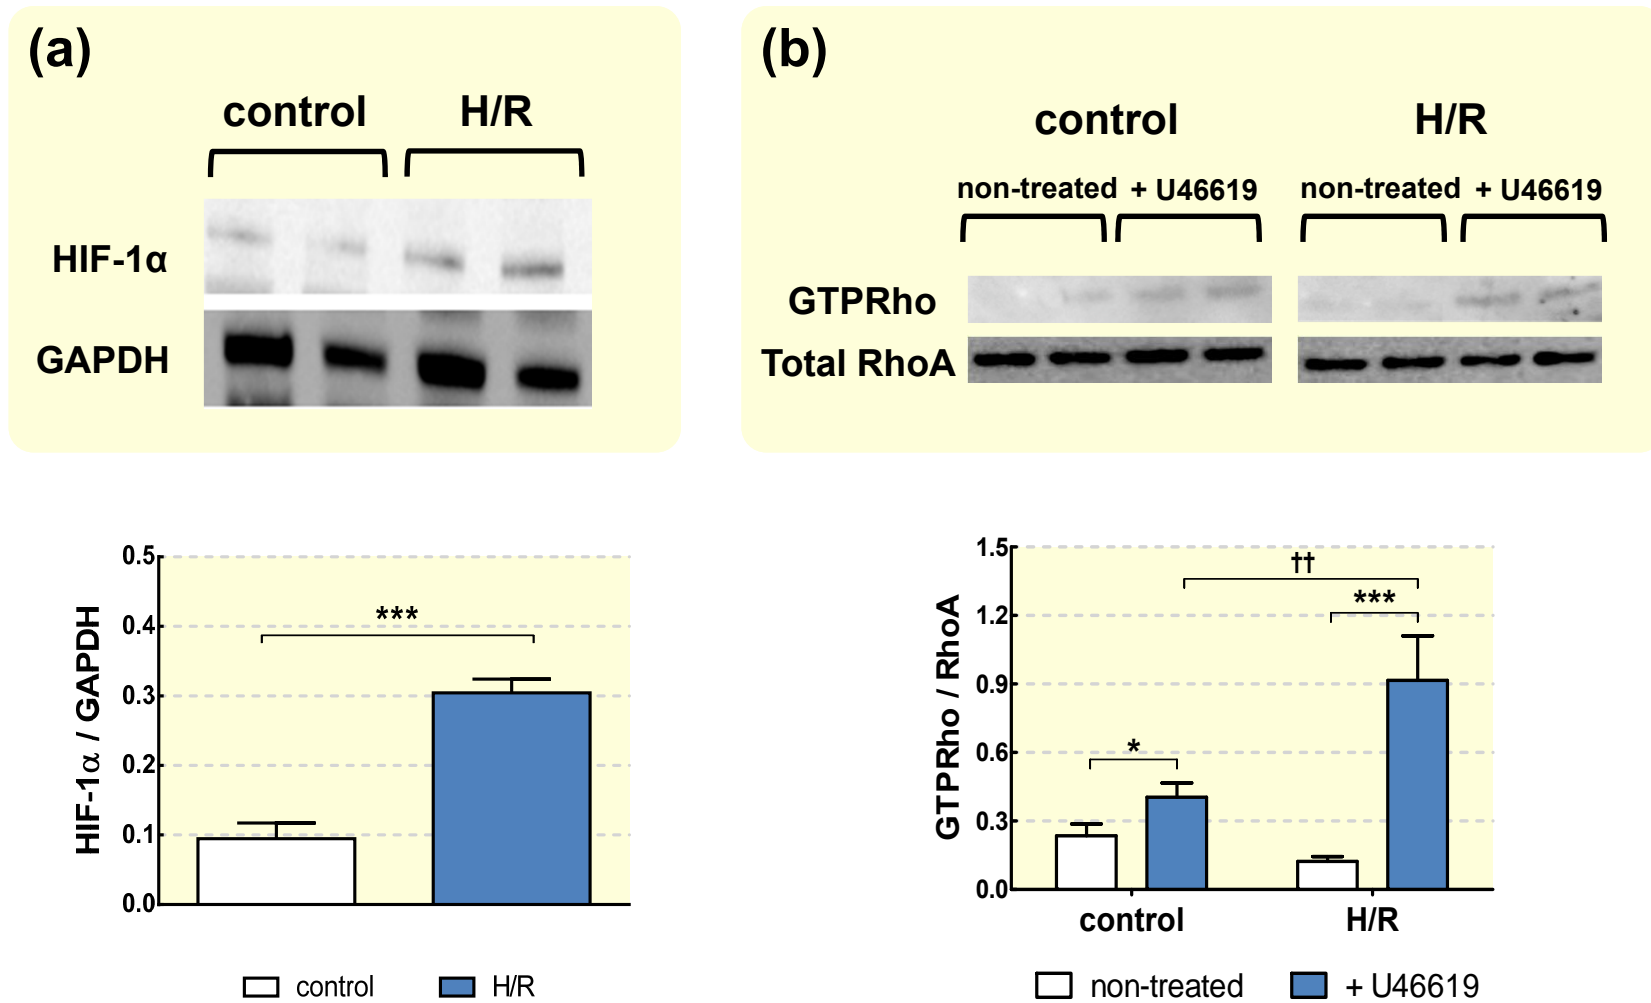 (a)
control H/R
HIF-1α
GAPDH
(b)
control H/R
non-treated + U46619 non-treated + U46619
GTPRho
Total RhoA
HIF-1α / GAPDH
0.5
0.4
0.3
0.2
0.1
0.0
***
control H/R
GTPRho / RhoA
1.5
1.2
0.9
0.6
0.3
0.0
††
***
*
control H/R
non-treated + U46619